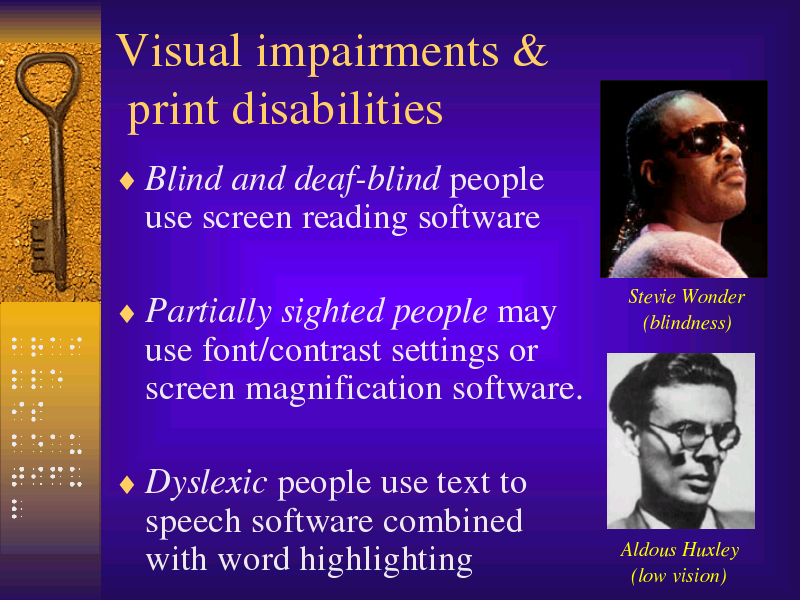 Visual impairments &
print disabilities
♦ Blind and deaf-blind people
use screen reading software
♦ Partially sighted people may
use font/contrast settings or
screen magnification software.
♦ Dyslexic people use text to
speech software combined
with word highlighting
Stevie Wonder
(blindness)
Aldous Huxley
(low vision)